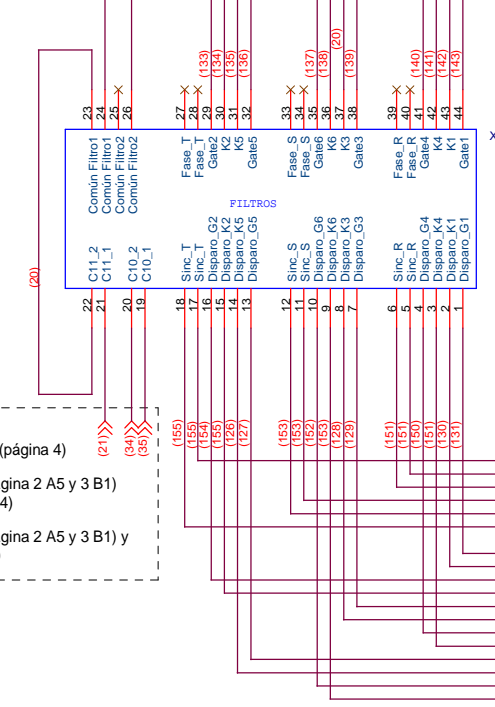 (133)
(134)
(135)
(136)
(137)
(138)
(20)
(139)
(140)
(141)
(142)
(143)
23
24
25
26
27
28
29
30
31
32
33
34
35
36
37
38
39
40
41
42
43
44
Común Filtro1
Común Filtro1
Común Filtro2
Común Filtro2
Fase_T
Fase_T
Gate2
K2
K5
Gate5
Fase_S
Fase_S
Gate6
K6
K3
Gate3
Fase_R
Fase_R
Gate4
K4
K1
Gate1
FILTROS
C11_2
C11_1
C10_2
C10_1
Sinc_T
Sinc_T
Disparo_G2
Disparo_K2
Disparo_K5
Disparo_G5
Sinc_S
Sinc_S
Disparo_G6
Disparo_K6
Disparo_K3
Disparo_G3
Sinc_R
Sinc_R
Disparo_G4
Disparo_K4
Disparo_K1
Disparo_G1
(20)
22
21
20
19
18
17
16
15
14
13
12
11
10
9
8
7
6
5
4
3
2
1
(21)
(34)
(35)
(155)
(155)
(154)
(155)
(126)
(127)
(153)
(153)
(152)
(153)
(128)
(129)
(151)
(151)
(150)
(151)
(130)
(131)
(página 4)
gina 2 A5 y 3 B1)
4)
gina 2 A5 y 3 B1) y